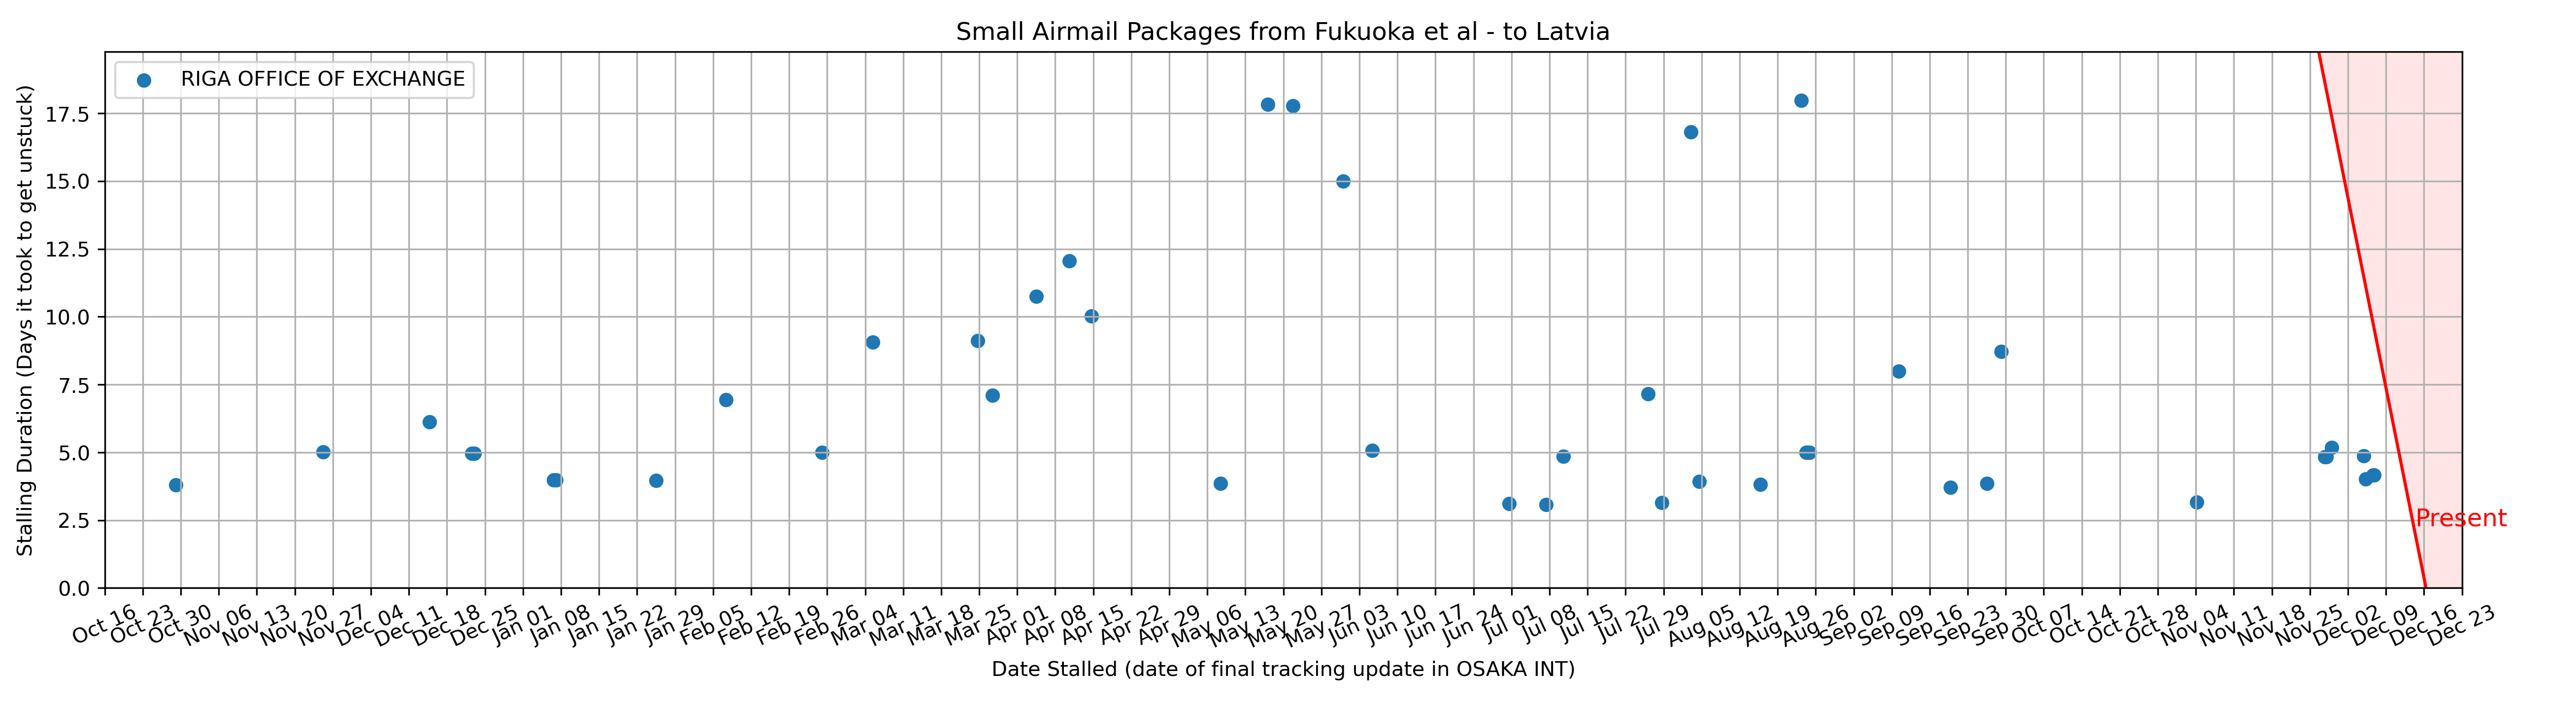 Small Airmail Packages from Fukuoka et al - to Latvia
RIGA OFFICE OF EXCHANGE
Stalling Duration (Days it took to get unstuck)
17.5
15.0
12.5
10.0
7.5
5.0
2.5
0.0
Present
Oct 16
Oct 23
Oct 30
Nov 06
Nov 13
Nov 20
Nov 27
Dec 04
Dec 11
Dec 18
Dec 25
Jan 01
Jan 08
Jan 15
Jan 22
Jan 29
Feb 05
Feb 12
Feb 19
Feb 26
Mar 04
Mar 11
Mar 18
Mar 25
Apr 01
Apr 08
Apr 15
Apr 22
Apr 29
May 06
May 13
May 20
May 27
Jun 03
Jun 10
Jun 17
Jun 24
Jul 01
Jul 08
Jul 15
Jul 22
Jul 29
Aug 05
Aug 12
Aug 19
Aug 26
Sep 02
Sep 09
Sep 16
Sep 23
Sep 30
Oct 07
Oct 14
Oct 21
Oct 28
Nov 04
Nov 11
Nov 18
Nov 25
Dec 02
Dec 09
Dec 16
Dec 23
Date Stalled (date of final tracking update in OSAKA INT)